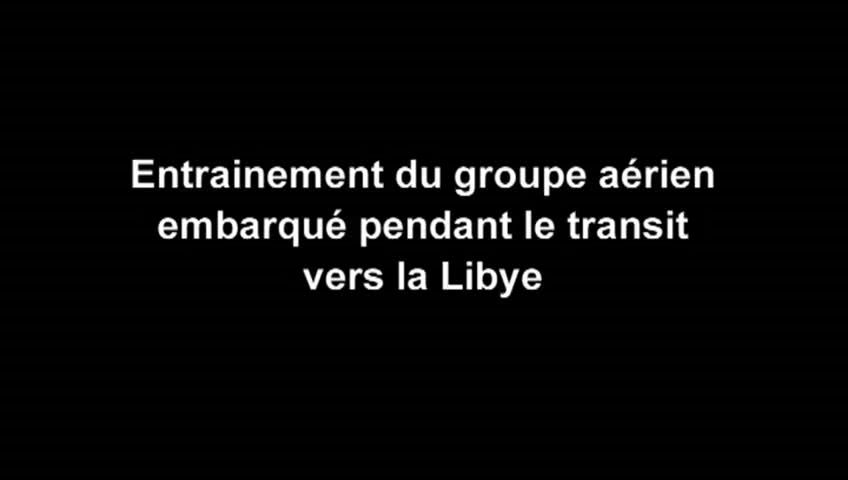 Entrainement du groupe aérien
embarqué pendant le transit
vers la Libye